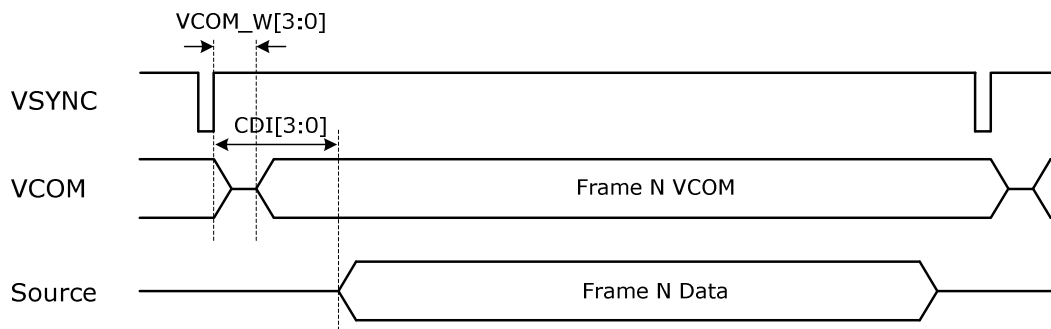 VCOM_W[3:0]
VSYNC
CDI[3:0]
VCOM
Frame N VCOM
Source
Frame N Data